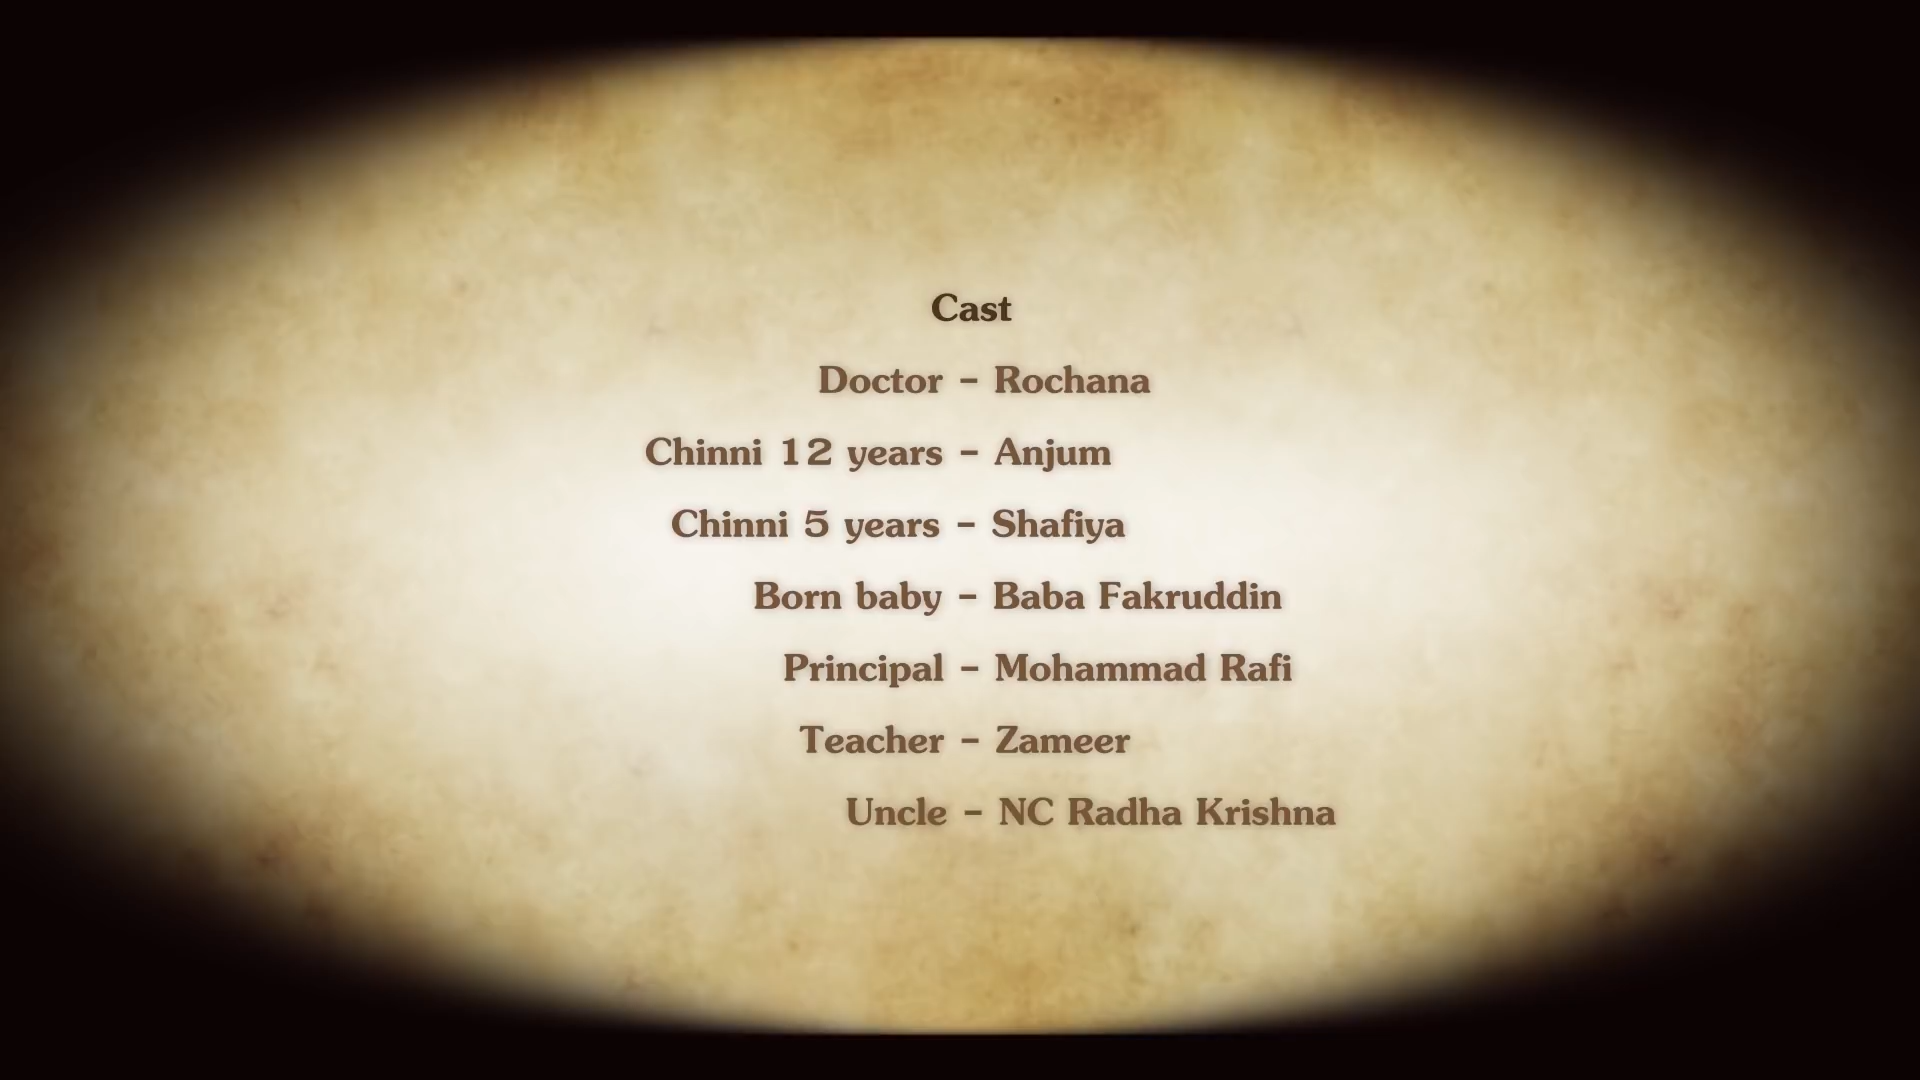 Cast
Doctor - Rochana
Chinni 12 years - Anjum
Chinni 5 years - Shafiya
Born baby - Baba Fakruddin
Principal - Mohammad Rafi
Teacher - Zameer
Uncle - NC Radha Krishna